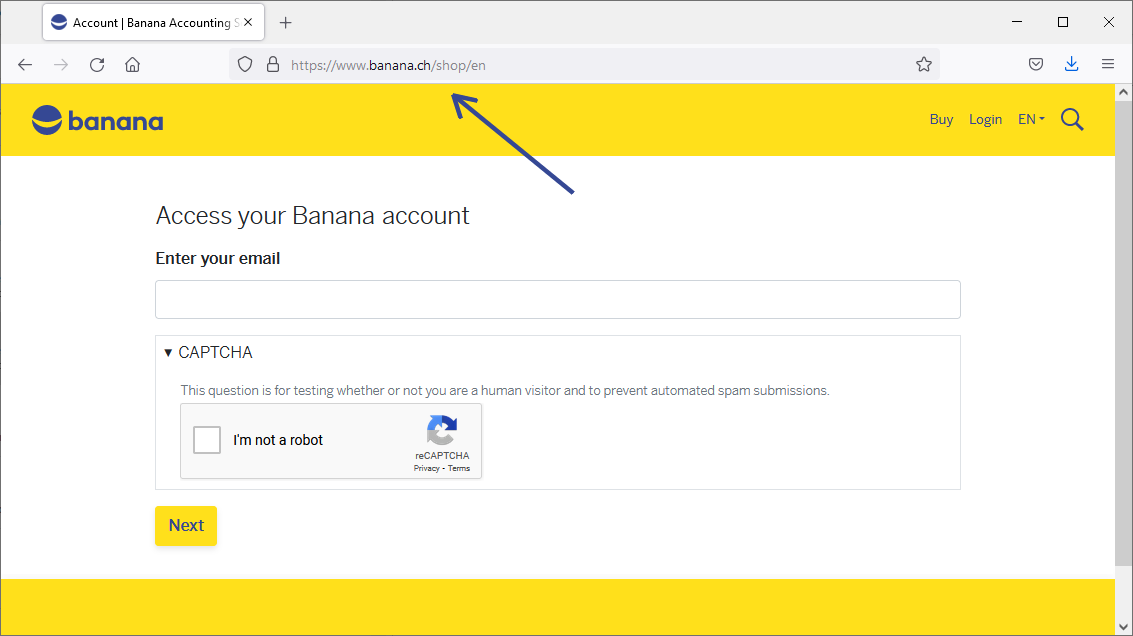 Account | Banana Accounting S
https://www.banana.ch/shop/en
banana
Buy Login EN
Access your Banana account
Enter your email
CAPTCHA
This question is for testing whether or not you are a human visitor and to prevent automated spam submissions.
I'm not a robot
reCAPTCHA
Privacy - Terms
Next